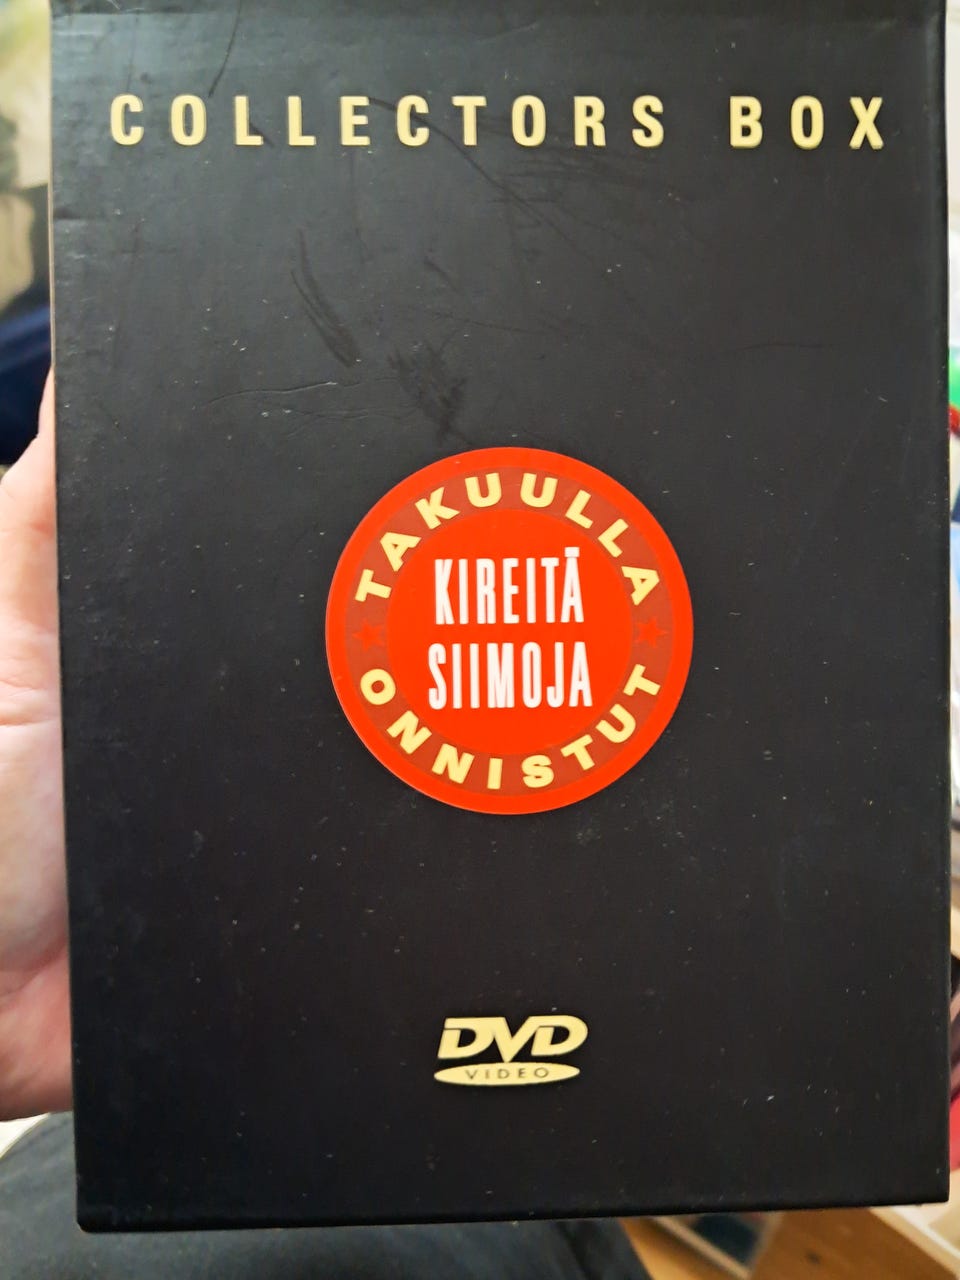 COLLECTORS BOX
TAKUULLA
KIREITÄ
SIIMOJA
ONNISTUT
DVD
VIDEO